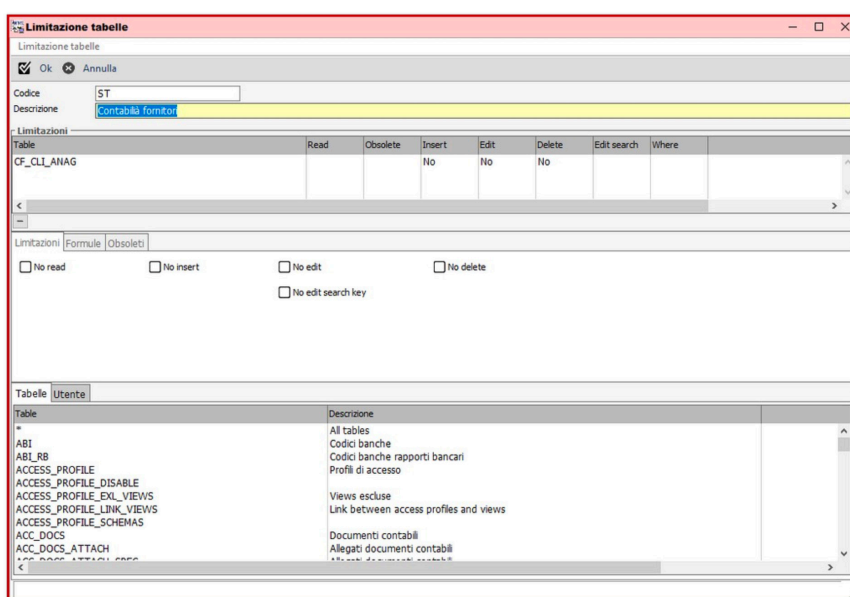 Limitazione tabelle
Limitazione tabelle
Ok Annulla
Codice ST
Descrizione Contabilià fornitori
Limitazioni
Table Read Obsolete Insert Edit Delete Edit search Where
CF_CLI_ANAG No No No
Limitazioni Formule Obsoleti
No read No insert No edit No delete
No edit search key
Tabelle Utente
Table Descrizione
* All tables
ABI Codici banche
ABI_RB Codici banche rapporti bancari
ACCESS_PROFILE Profili di accesso
ACCESS_PROFILE_DISABLE
ACCESS_PROFILE_EXL_VIEWS Views escluse
ACCESS_PROFILE_LINK_VIEWS Link between access profiles and views
ACCESS_PROFILE_SCHEMAS
ACC_DOCS Documenti contabili
ACC_DOCS_ATTACH Allegati documenti contabili